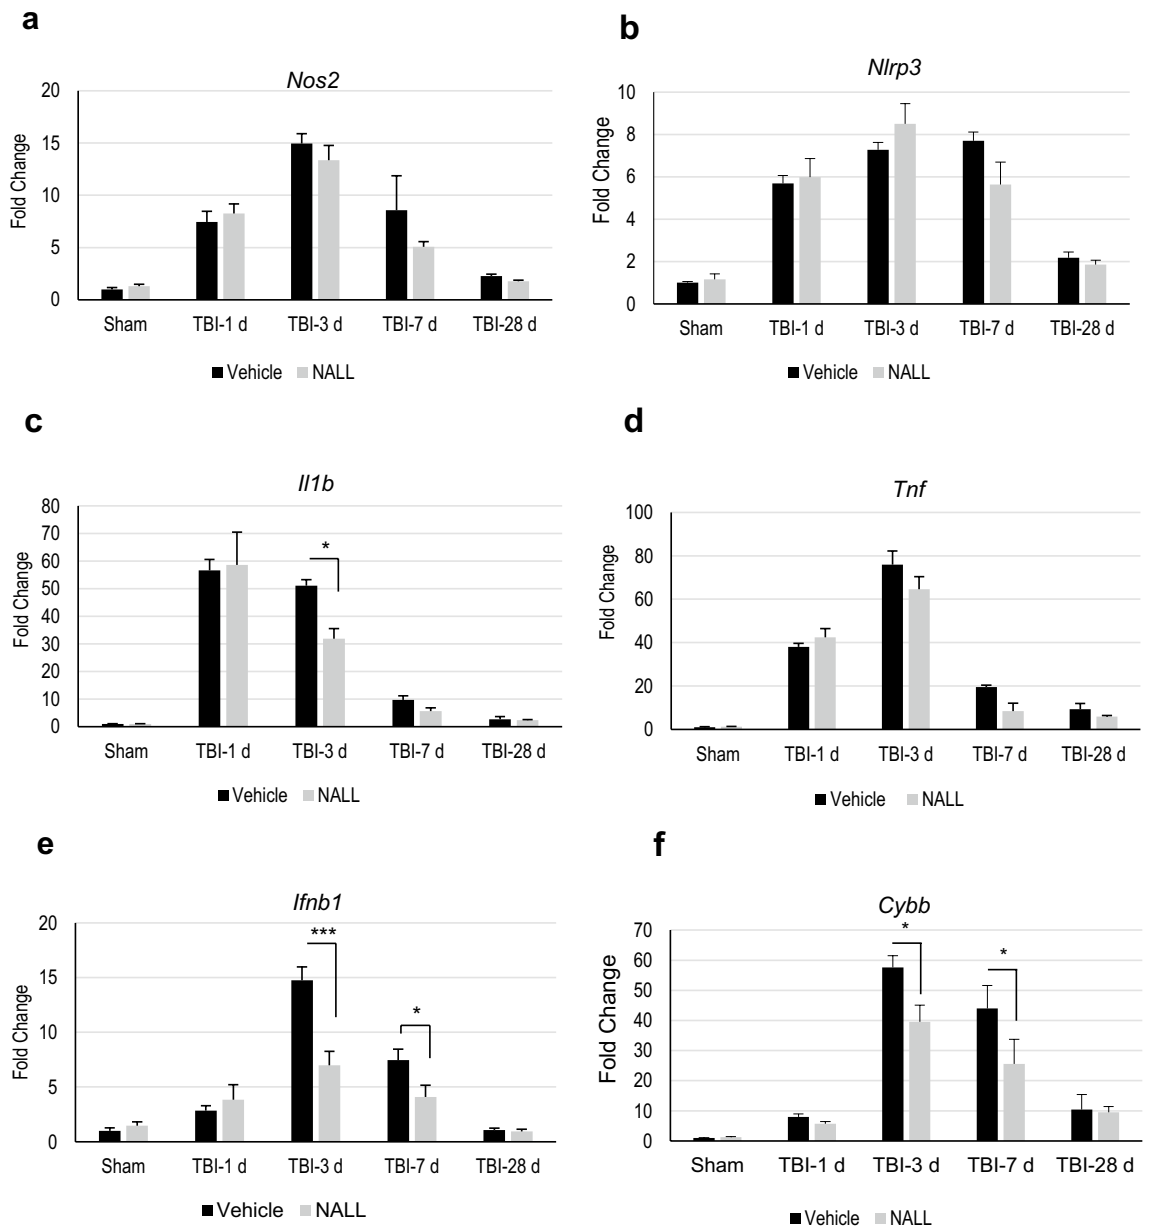 a
Nos2
Fold Change
20
15
10
5
0
Sham TBI-1 d TBI-3 d TBI-7 d TBI-28 d
Vehicle NALL
b
Nlrp3
Fold Change
10
8
6
4
2
0
Sham TBI-1 d TBI-3 d TBI-7 d TBI-28 d
Vehicle NALL
c
Il1b
Fold Change
80
70
60
50
40
30
20
10
0
*
Sham TBI-1 d TBI-3 d TBI-7 d TBI-28 d
Vehicle NALL
d
Tnf
Fold Change
100
80
60
40
20
0
Sham TBI-1 d TBI-3 d TBI-7 d TBI-28 d
Vehicle NALL
e
Ifnb1
Fold Change
20
15
10
5
0
***
*
Sham TBI-1 d TBI-3 d TBI-7 d TBI-28 d
Vehicle NALL
f
Cybb
Fold Change
70
60
50
40
30
20
10
0
*
*
Sham TBI-1 d TBI-3 d TBI-7 d TBI-28 d
Vehicle NALL